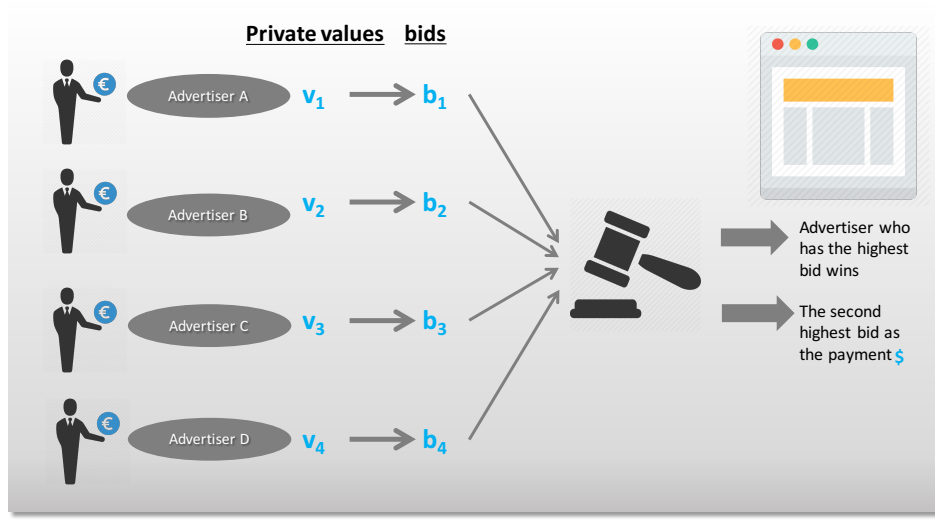 Private values bids
€ Advertiser A v₁ b₁
€ Advertiser B v₂ b₂
€ Advertiser C v₃ b₃
€ Advertiser D v₄ b₄
Advertiser who
has the highest
bid wins
The second
highest bid as
the payment $